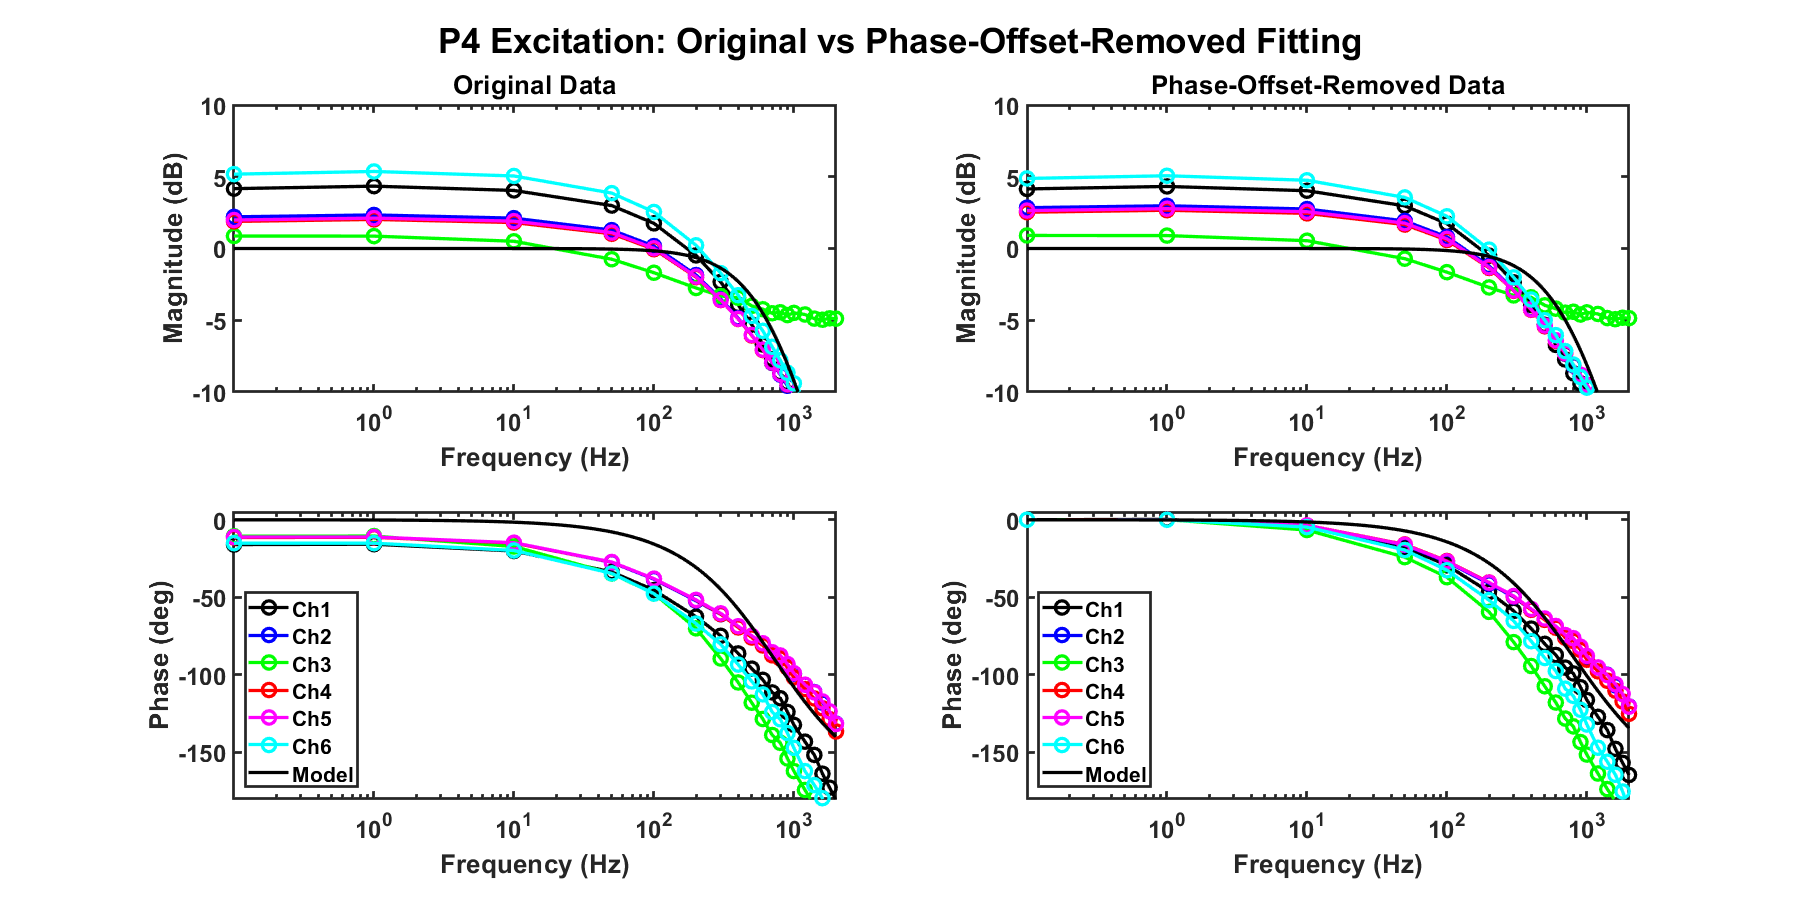 P4 Excitation: Original vs Phase-Offset-Removed Fitting
Original Data
Magnitude (dB)
10
5
0
-5
-10
10^0 10^1 10^2 10^3
Frequency (Hz)
Phase-Offset-Removed Data
Magnitude (dB)
10
5
0
-5
-10
10^0 10^1 10^2 10^3
Frequency (Hz)
Phase (deg)
0
-50
-100
-150
Ch1
Ch2
Ch3
Ch4
Ch5
Ch6
Model
10^0 10^1 10^2 10^3
Frequency (Hz)
Phase (deg)
0
-50
-100
-150
Ch1
Ch2
Ch3
Ch4
Ch5
Ch6
Model
10^0 10^1 10^2 10^3
Frequency (Hz)